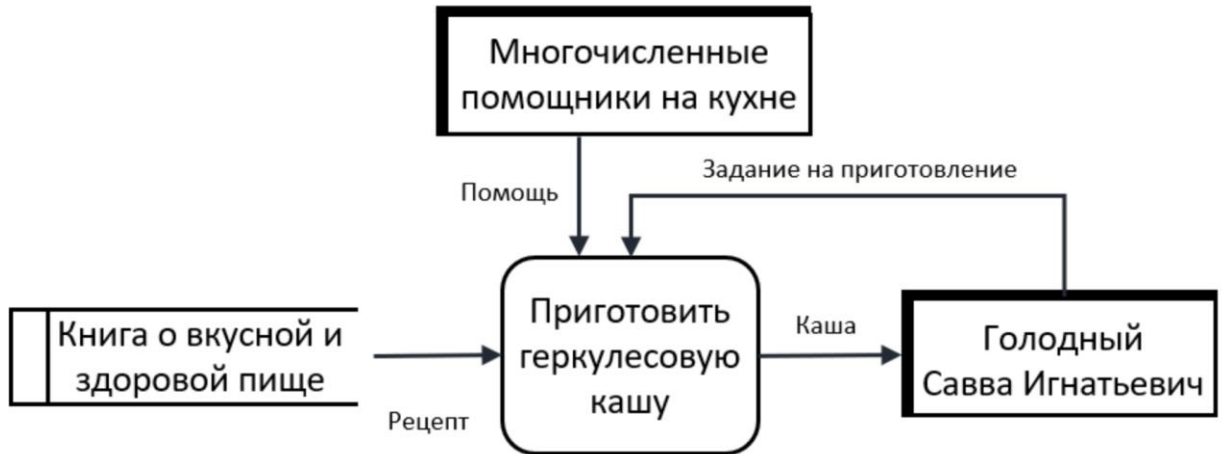 Многочисленные
помощники на кухне
Задание на приготовление
Помощь
Книга о вкусной и
здоровой пище
Рецепт
Приготовить
геркулесовую
кашу
Каша
Голодный
Савва Игнатьевич